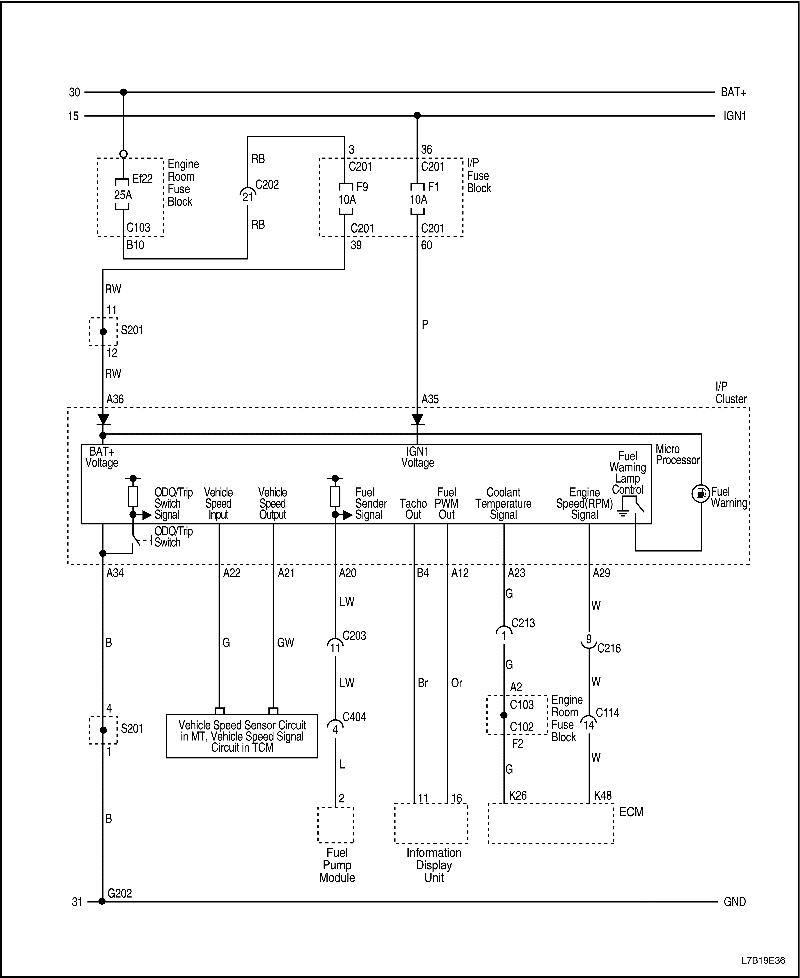 30 BAT+
15 IGN1
3 36
RB C201 C201 I/P
Fuse
Block
Engine
Room
Fuse
Block
Ef22
25A
C202
21
F9
10A
F1
10A
C103
B10
RB
C201
39
C201
60
RW
11
S201
12
P
RW
A36 A35
I/P
Cluster
BAT+
Voltage
IGN1
Voltage
Micro
Processor
Fuel
Warning
Lamp
Control
Fuel
Warning
ODO/Trip
Switch
Signal
Vehicle
Speed
Input
Vehicle
Speed
Output
Fuel
Sender
Signal
Tacho
Out
Fuel
PWM
Out
Coolant
Temperature
Signal
Engine
Speed(RPM)
Signal
ODO/Trip
Switch
A34 A22 A21 A20 B4 A12 A23 A29
LW G W
C203
11
C213
1
9
C216
B G GW
LW Br Or G W
4
S201
1
C404
4
A2
C103
C102
F2
Engine
Room
Fuse
Block
C114
14
Vehicle Speed Sensor Circuit
in MT, Vehicle Speed Signal
Circuit in TCM
L G W
2 11 16 K26 K48
ECM
B
Fuel
Pump
Module
Information
Display
Unit
31 G202 GND
L7B19E36